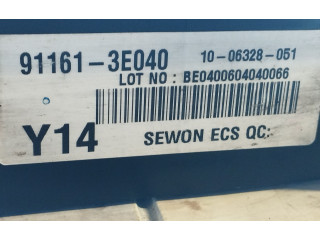 91161-3E040 10-06328-051
LOT NO : BE0400604040066
Y14 SEWON ECS QC: